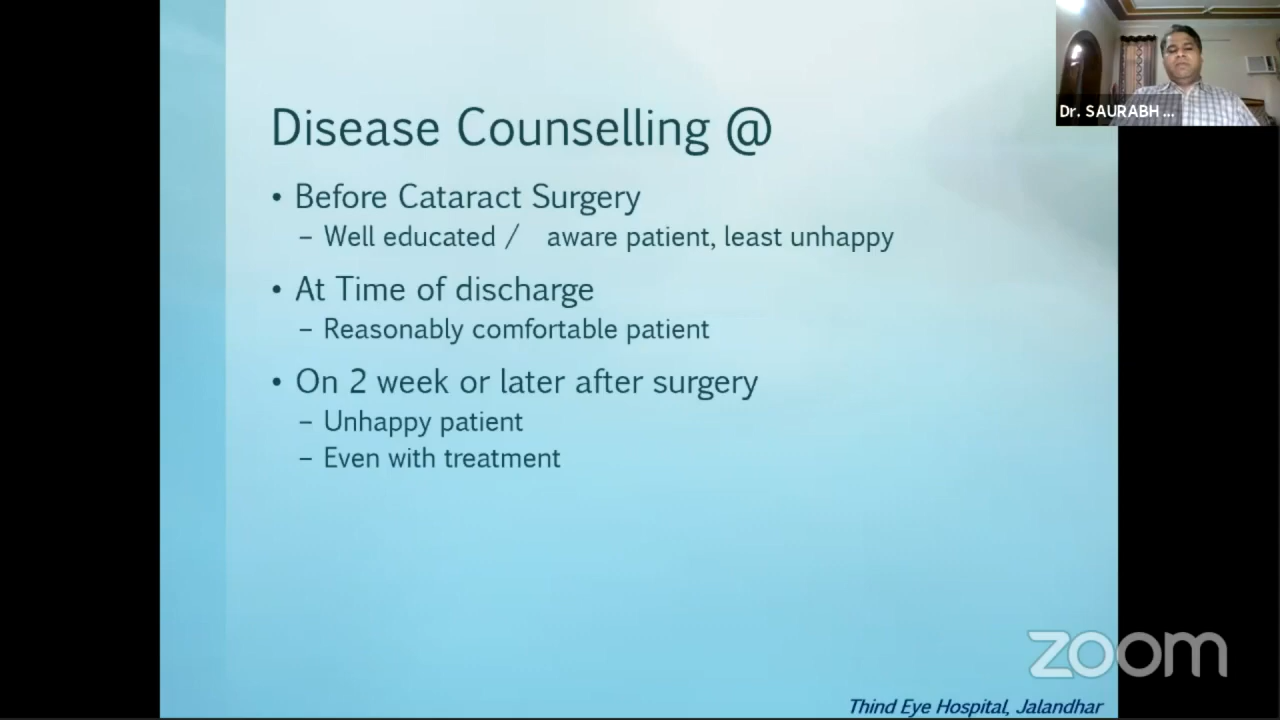 Disease Counselling @
• Before Cataract Surgery
– Well educated / aware patient, least unhappy
• At Time of discharge
– Reasonably comfortable patient
• On 2 week or later after surgery
– Unhappy patient
– Even with treatment
Dr. SAURABH ...
zoom
Thind Eye Hospital, Jalandhar